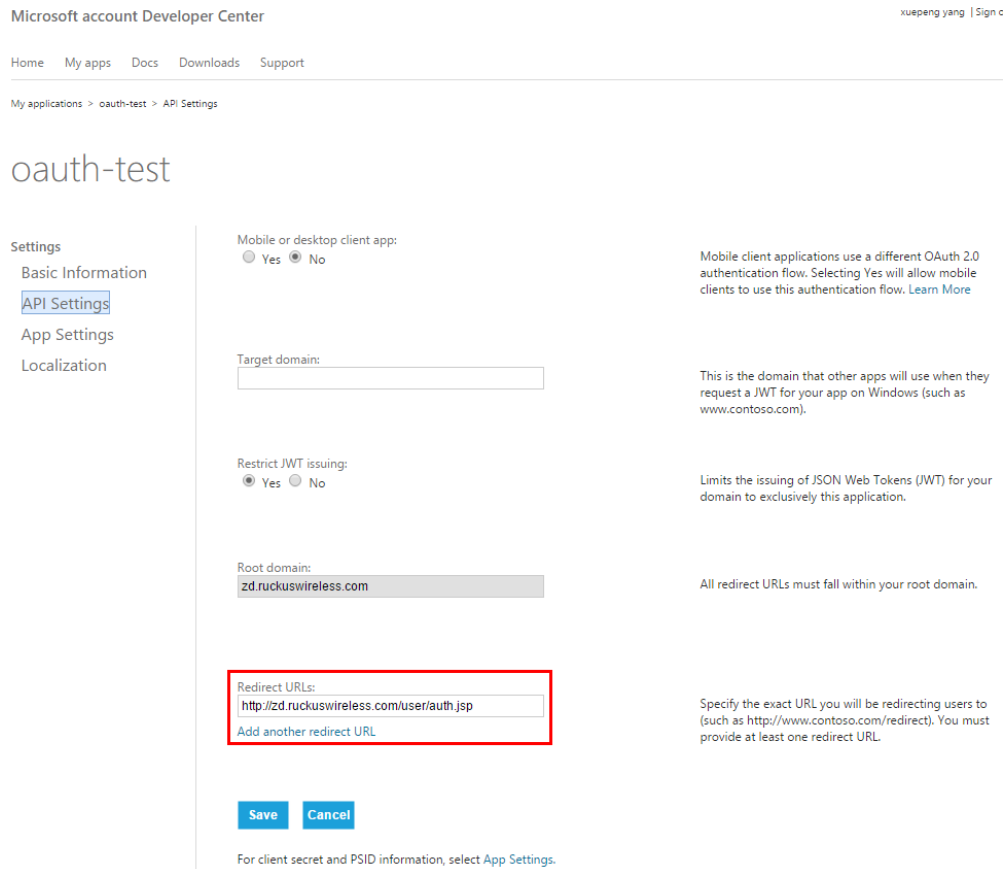 Microsoft account Developer Center
xuepeng yang | Sign
Home My apps Docs Downloads Support
My applications > oauth-test > API Settings
oauth-test
Settings
Basic Information
API Settings
App Settings
Localization
Mobile or desktop client app:
Yes No
Mobile client applications use a different OAuth 2.0
authentication flow. Selecting Yes will allow mobile
clients to use this authentication flow. Learn More
Target domain:
This is the domain that other apps will use when they
request a JWT for your app on Windows (such as
www.contoso.com).
Restrict JWT issuing:
Yes No
Limits the issuing of JSON Web Tokens (JWT) for your
domain to exclusively this application.
Root domain:
zd.ruckuswireless.com
All redirect URLs must fall within your root domain.
Redirect URLs:
http://zd.ruckuswireless.com/user/auth.jsp
Add another redirect URL
Specify the exact URL you will be redirecting users to
(such as http://www.contoso.com/redirect). You must
provide at least one redirect URL.
Save Cancel
For client secret and PSID information, select App Settings.